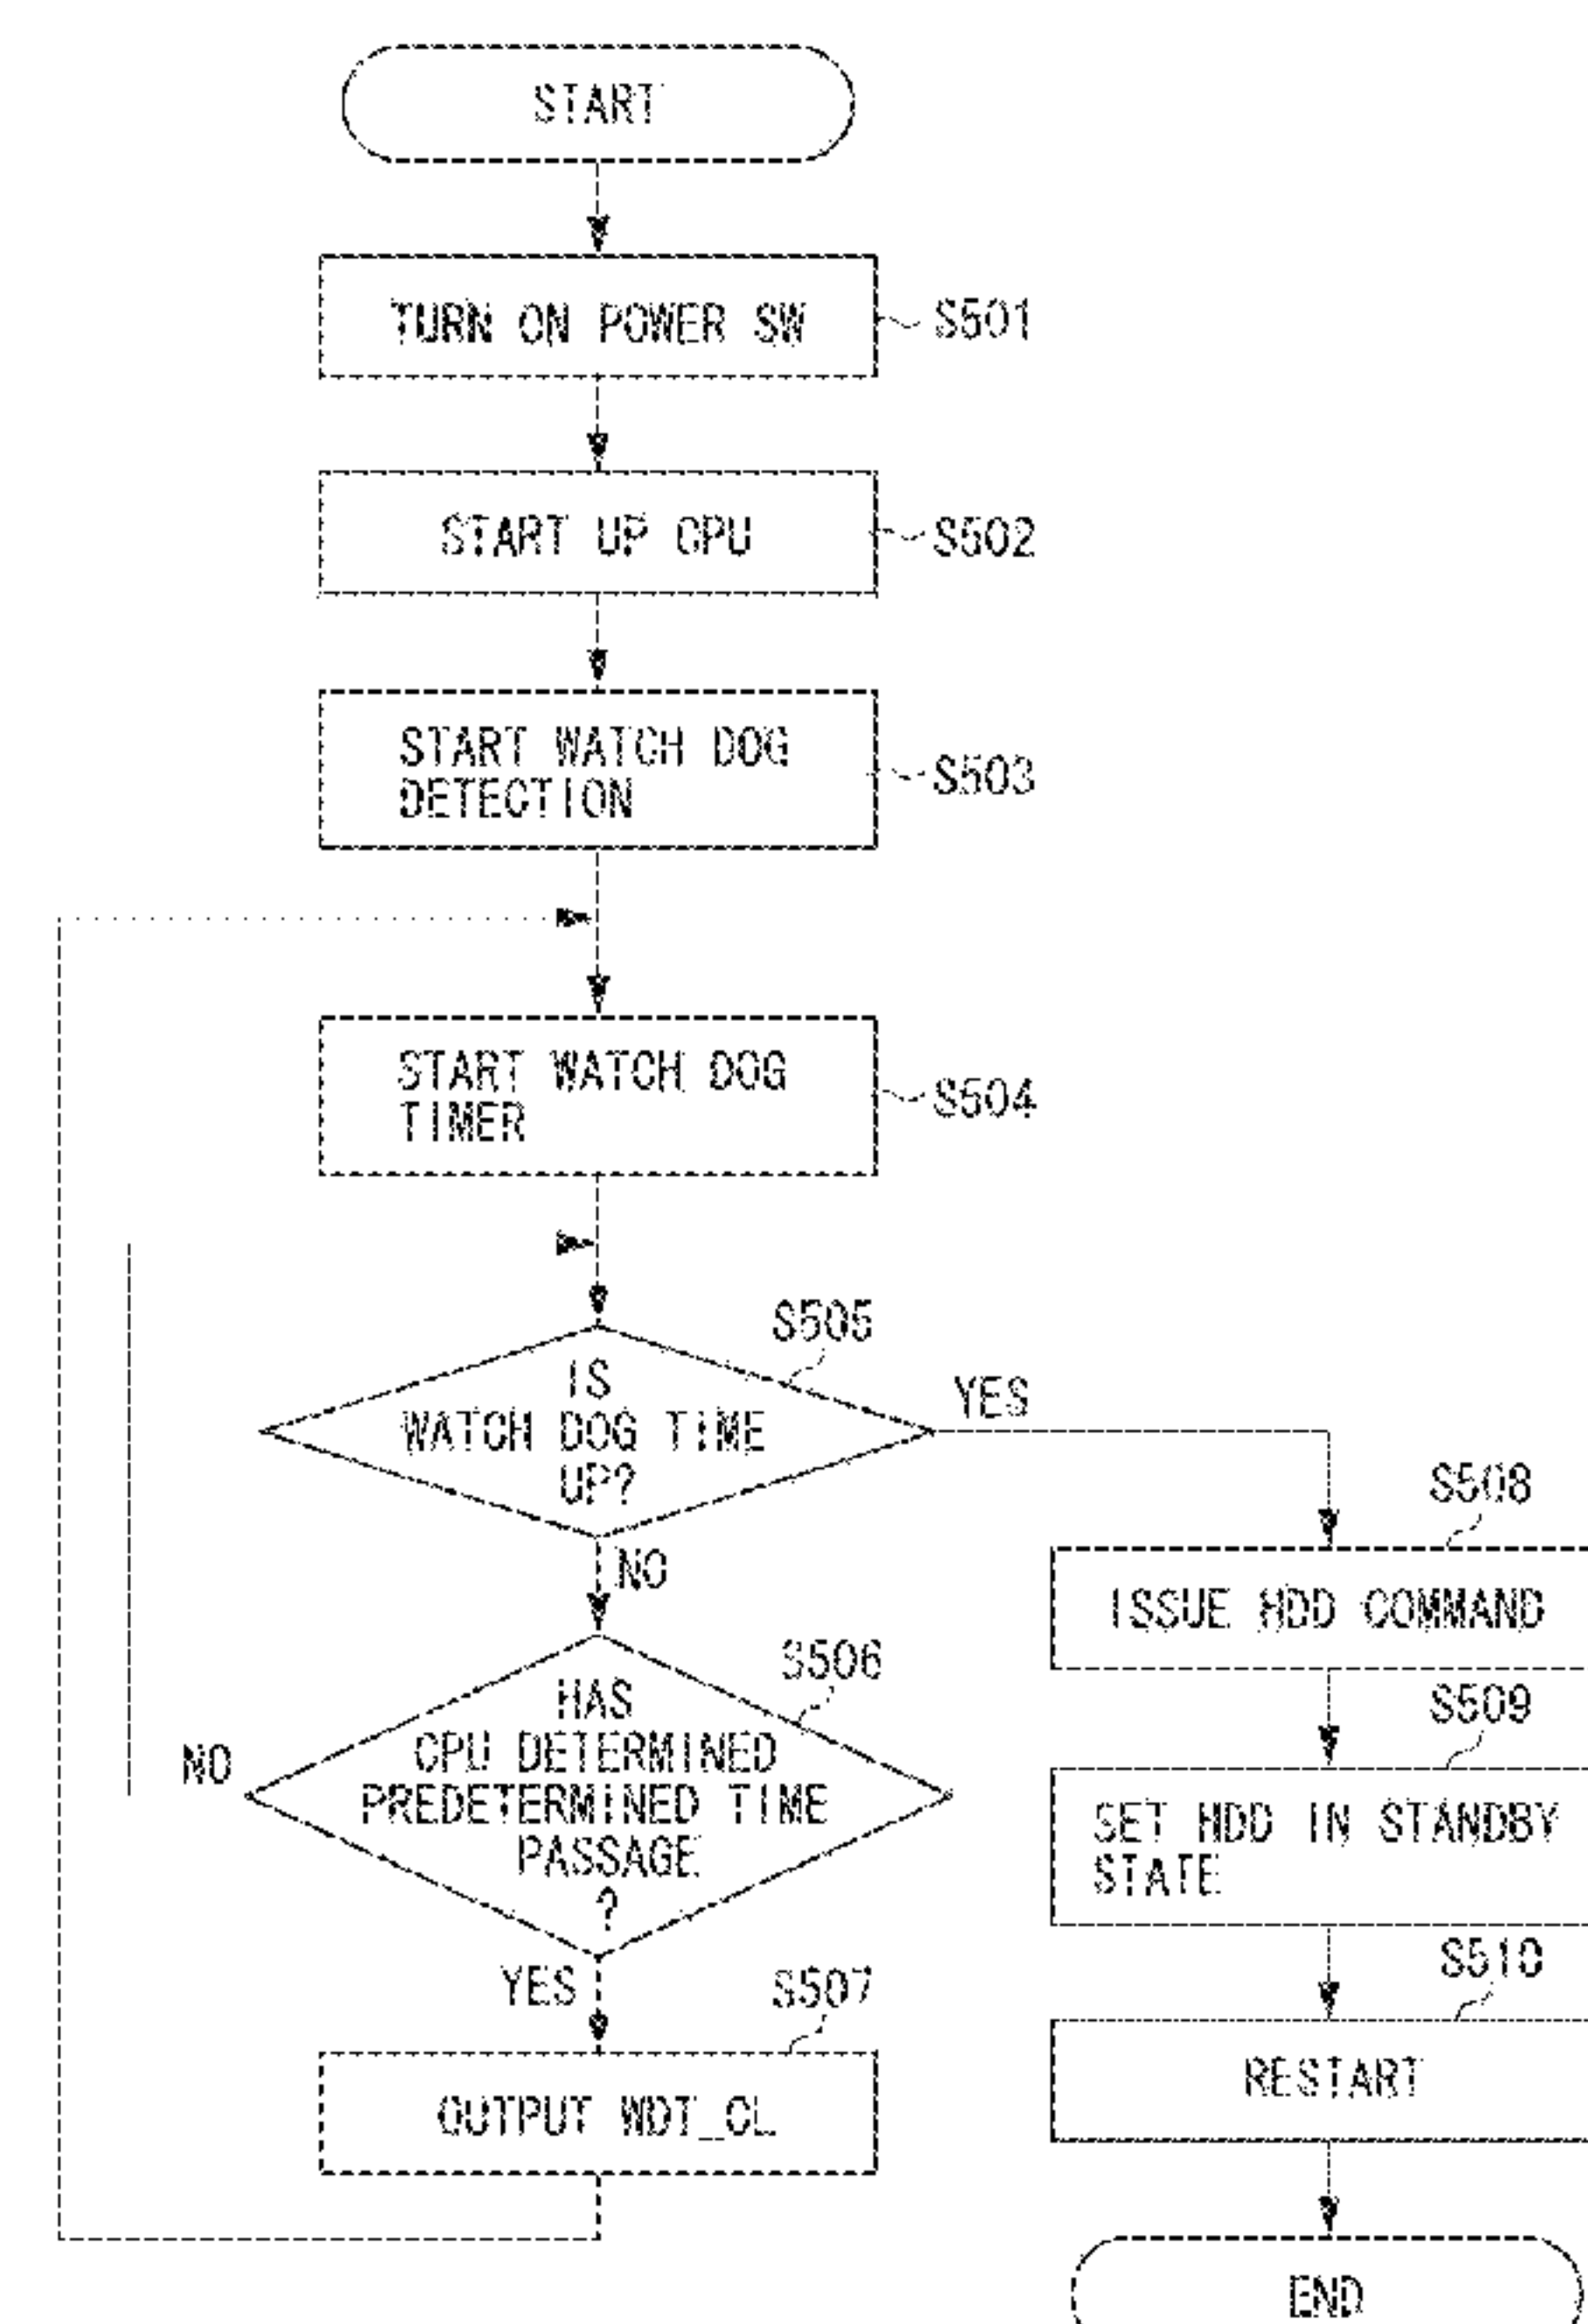 START
TURN ON POWER SW
S501
START UP CPU
S502
START WATCH DOG
DETECTION
S503
START WATCH DOG
TIMER
S504
S505
IS
WATCH DOG TIME
UP?
YES
NO
S506
HAS
CPU DETERMINED
PREDETERMINED TIME
PASSAGE
?
NO
YES
S507
OUTPUT WDT_CL
S508
ISSUE HDD COMMAND
S509
SET HDD IN STANDBY
STATE
S510
RESTART
END